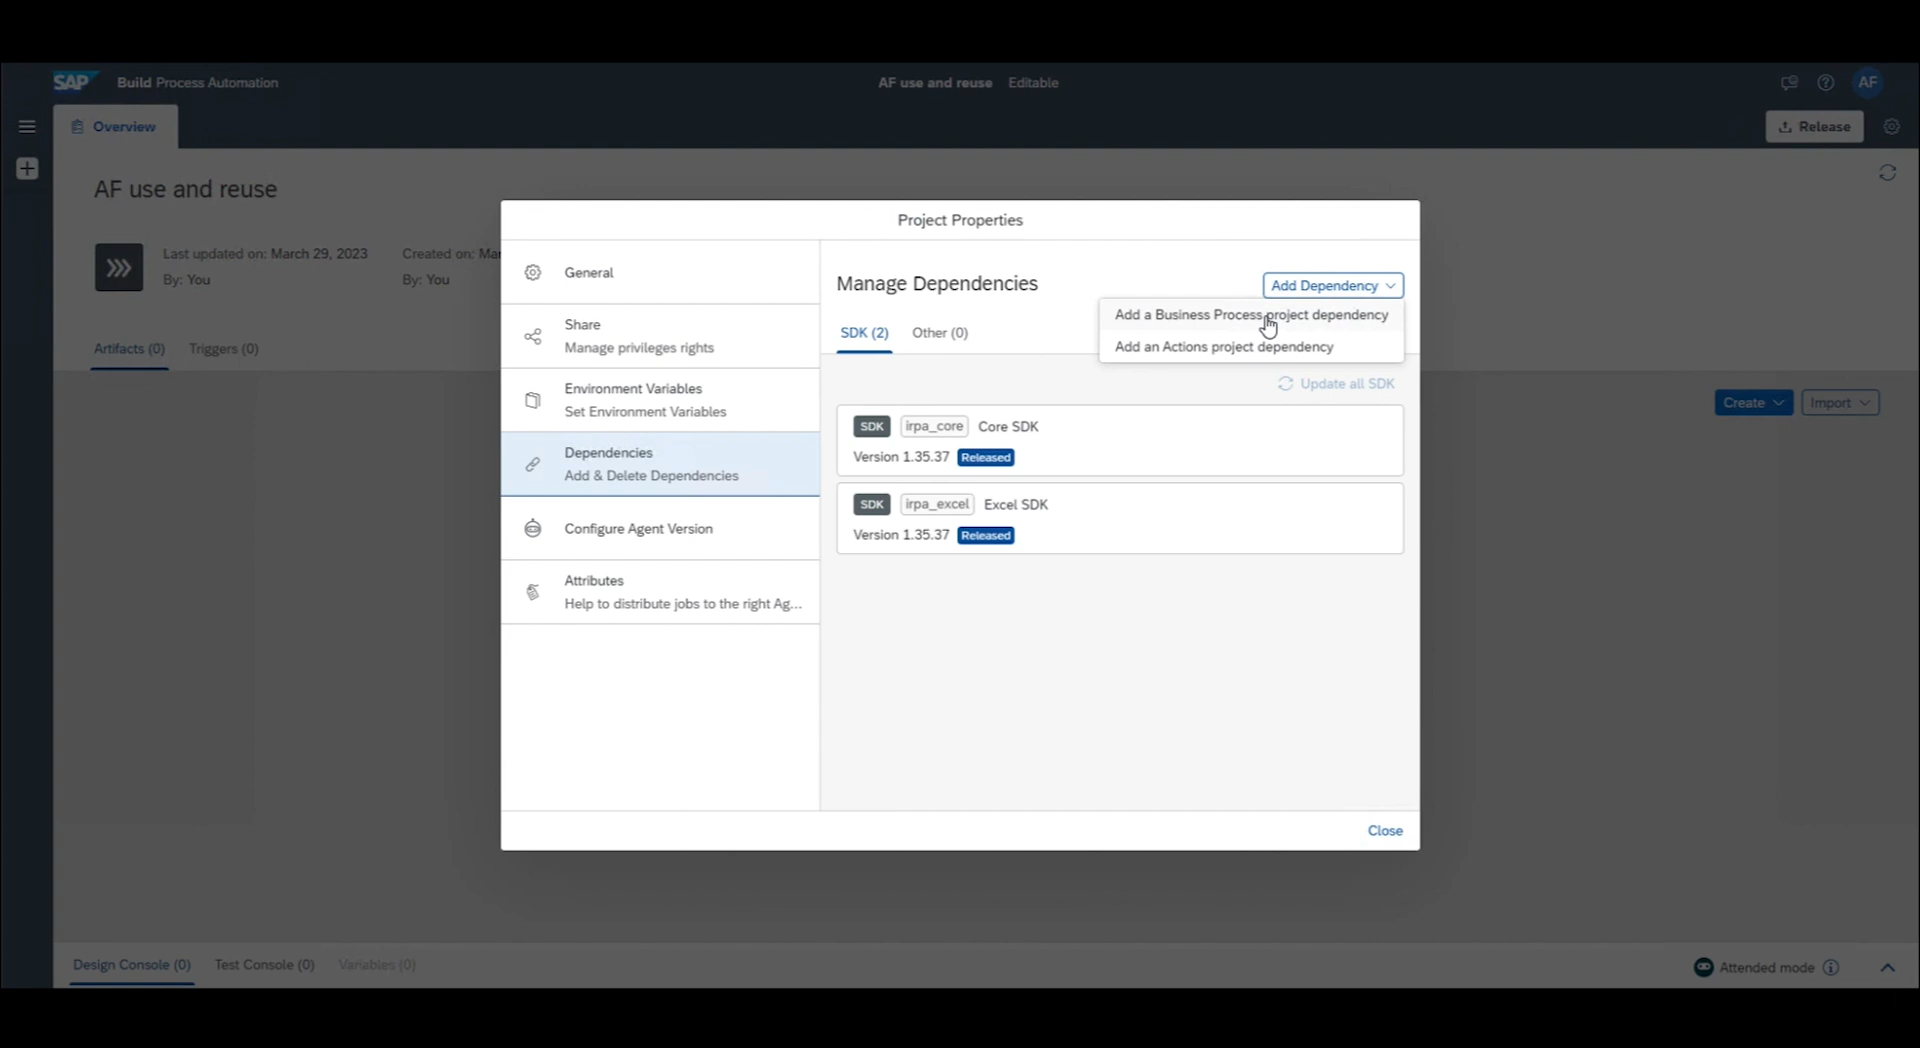 SAP Build Process Automation
AF use and reuse Editable
AF
Overview
Release
AF use and reuse
Last updated on: March 29, 2023
By: You
Created on: Mar
By: You
Artifacts (0) Triggers (0)
Create Import
Project Properties
General
Share
Manage privileges rights
Environment Variables
Set Environment Variables
Dependencies
Add & Delete Dependencies
Configure Agent Version
Attributes
Help to distribute jobs to the right Ag...
Manage Dependencies
Add Dependency
Add a Business Process project dependency
Add an Actions project dependency
SDK (2) Other (0)
Update all SDK
SDK irpa_core Core SDK
Version 1.35.37 Released
SDK irpa_excel Excel SDK
Version 1.35.37 Released
Close
Design Console (0) Test Console (0) Variables (0)
Attended mode